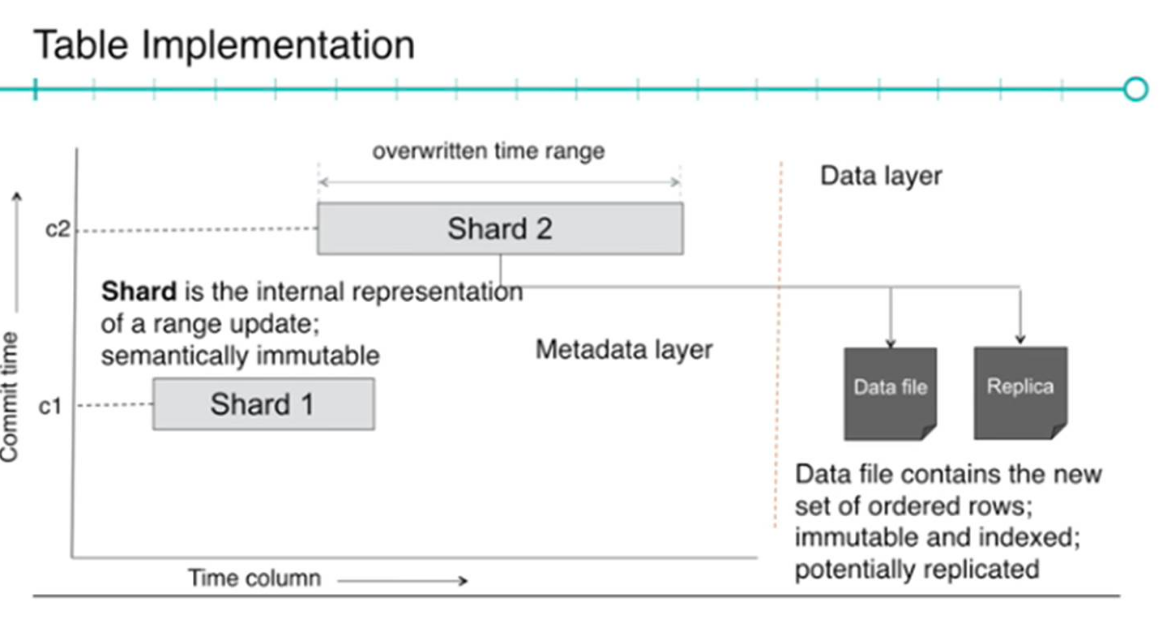 Table Implementation
overwritten time range
Data layer
c2
Shard 2
Shard is the internal representation
of a range update;
semantically immutable
Metadata layer
Commit time
c1
Shard 1
Data file
Replica
Data file contains the new
set of ordered rows;
immutable and indexed;
potentially replicated
Time column